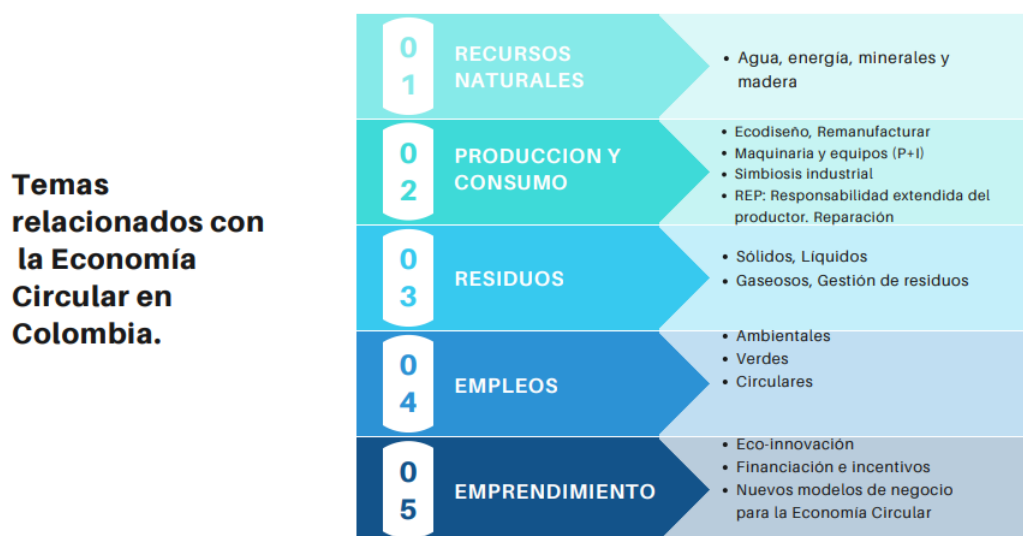 Temas
relacionados con
la Economía
Circular en
Colombia.
0
1
RECURSOS
NATURALES
• Agua, energía, minerales y
madera
0
2
PRODUCCION Y
CONSUMO
• Ecodiseño, Remanufacturar
• Maquinaria y equipos (P+I)
• Simbiosis industrial
• REP: Responsabilidad extendida del
productor. Reparación
0
3
RESIDUOS
• Sólidos, Líquidos
• Gaseosos, Gestión de residuos
0
4
EMPLEOS
• Ambientales
• Verdes
• Circulares
0
5
EMPRENDIMIENTO
• Eco-innovación
• Financiación e incentivos
• Nuevos modelos de negocio
para la Economía Circular